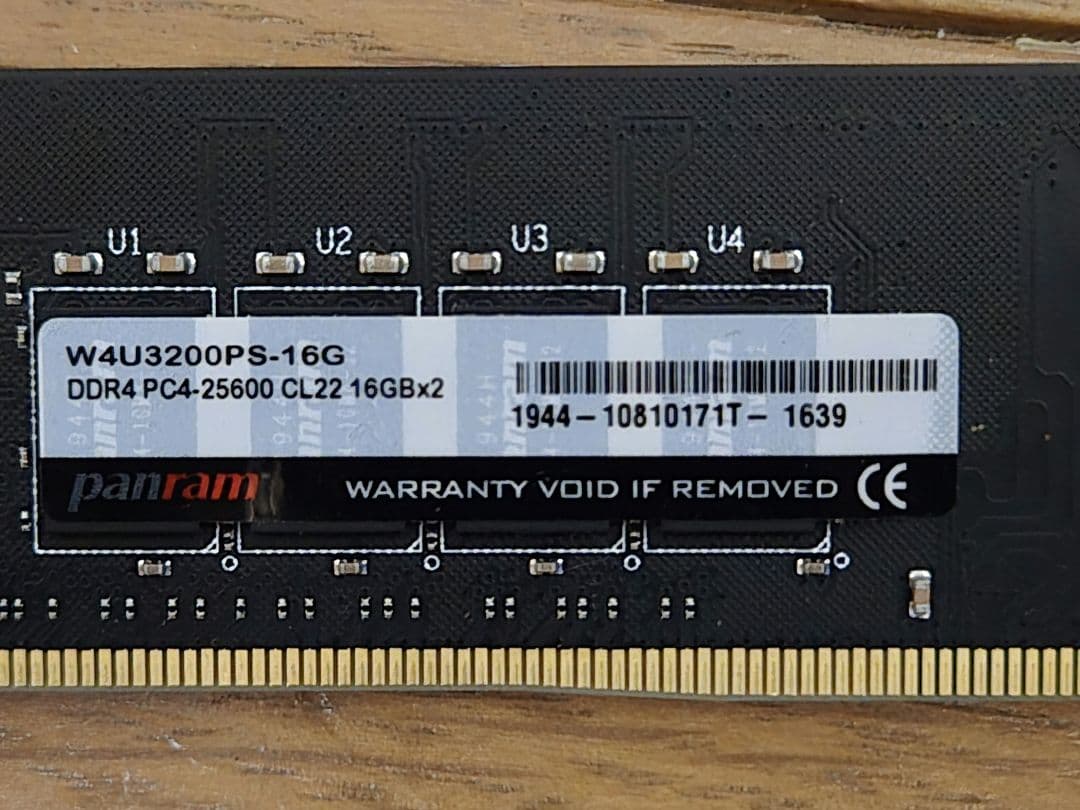 U1 U2 U3 U4
W4U3200PS-16G
DDR4 PC4-25600 CL22 16GBx2
1944-10810171T- 1639
panram
WARRANTY VOID IF REMOVED CE